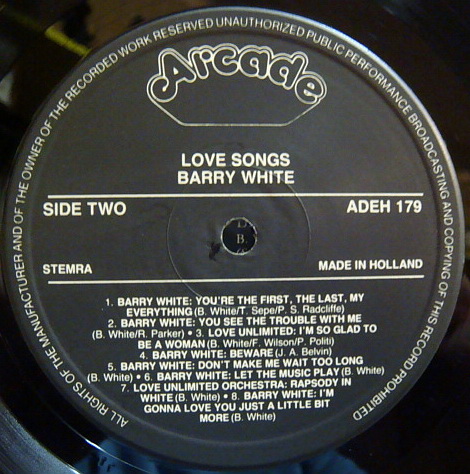 ALL RIGHTS OF THE MANUFACTURER AND OF THE OWNER OF THE RECORDED WORK RESERVED UNAUTHORIZED PUBLIC PERFORMANCE BROADCASTING AND COPYING OF THIS RECORD PROHIBITED
Arcade
LOVE SONGS
BARRY WHITE
SIDE TWO
ADEH 179
STEMRA
MADE IN HOLLAND
1. BARRY WHITE: YOU'RE THE FIRST, THE LAST, MY
EVERYTHING (B. White/T. Sepe/P. S. Radcliffe)
2. BARRY WHITE: YOU SEE THE TROUBLE WITH ME
(B. White/R. Parker) • 3. LOVE UNLIMITED: I'M SO GLAD TO
BE A WOMAN (B. White/F. Wilson/P. Politi)
4. BARRY WHITE: BEWARE (J. A. Belvin)
5. BARRY WHITE: DON'T MAKE ME WAIT TOO LONG
(B. White) • 6. BARRY WHITE: LET THE MUSIC PLAY (B. White)
7. LOVE UNLIMITED ORCHESTRA: RAPSODY IN
WHITE (B. White) • 8. BARRY WHITE: I'M
GONNA LOVE YOU JUST A LITTLE BIT
MORE (B. White)